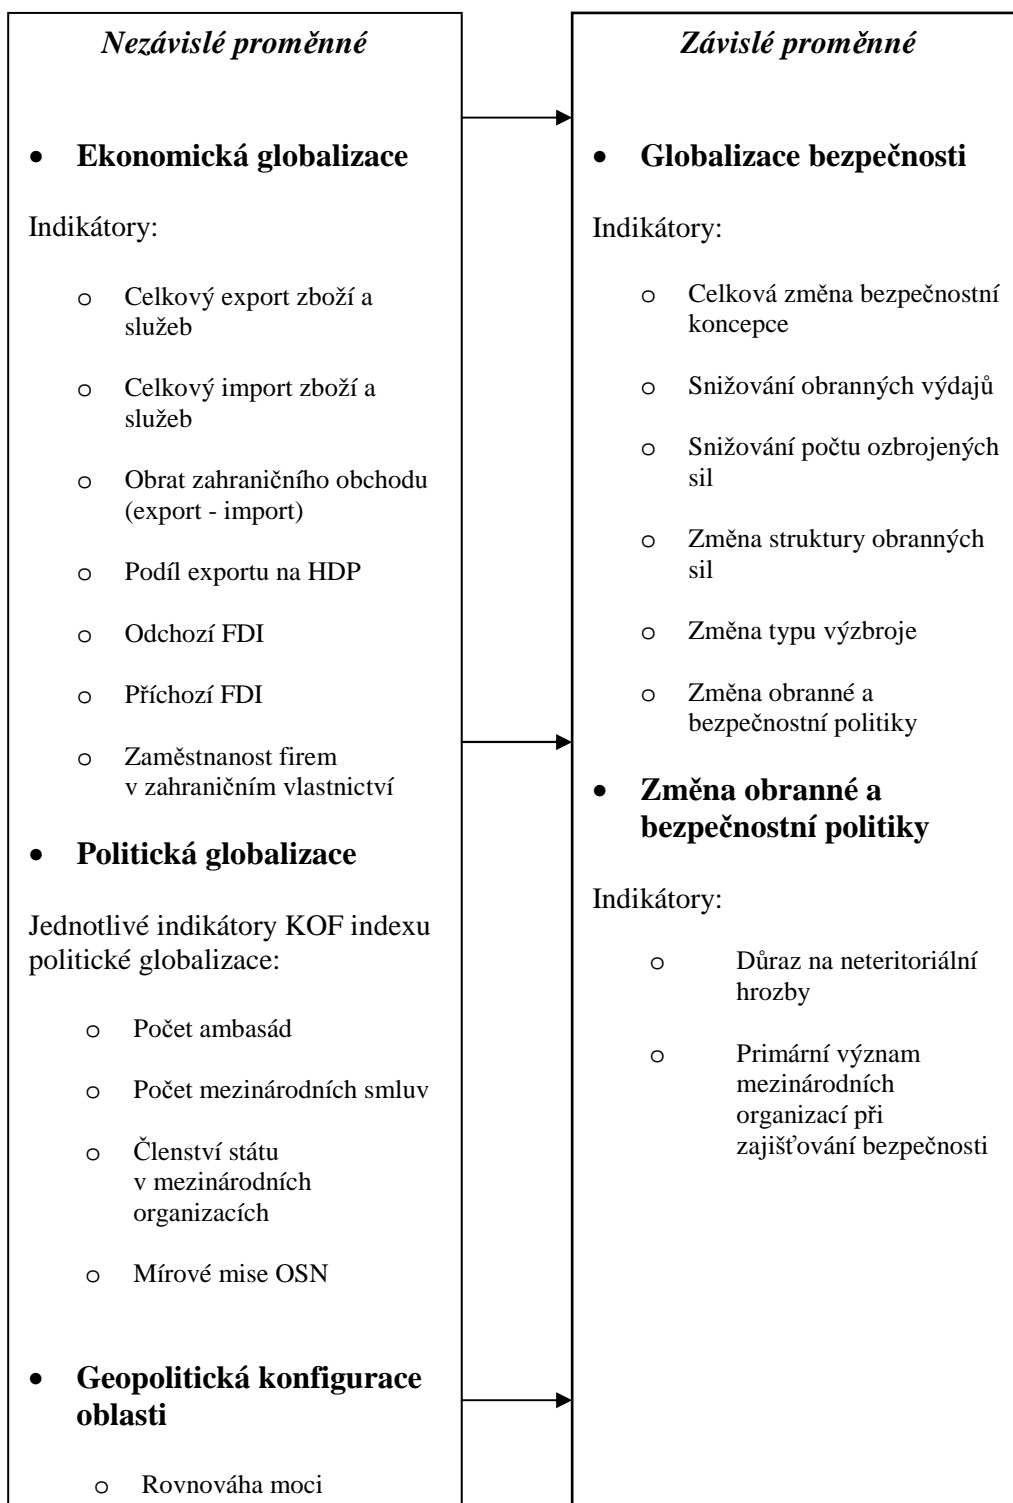 Nezávislé proměnné
• Ekonomická globalizace
Indikátory:
o Celkový export zboží a
služeb
o Celkový import zboží a
služeb
o Obrat zahraničního obchodu
(export - import)
o Podíl exportu na HDP
o Odchozí FDI
o Příchozí FDI
o Zaměstnanost firem
v zahraničním vlastnictví
• Politická globalizace
Jednotlivé indikátory KOF indexu
politické globalizace:
o Počet ambasád
o Počet mezinárodních smluv
o Členství státu
v mezinárodních
organizacích
o Mírové mise OSN
• Geopolitická konfigurace
oblasti
o Rovnováha moci
Závislé proměnné
• Globalizace bezpečnosti
Indikátory:
o Celková změna bezpečnostní
koncepce
o Snižování obranných výdajů
o Snižování počtu ozbrojených
sil
o Změna struktury obranných
sil
o Změna typu výzbroje
o Změna obranné a
bezpečnostní politiky
• Změna obranné a
bezpečnostní politiky
Indikátory:
o Důraz na neteritoriální
hrozby
o Primární význam
mezinárodních
organizací při
zajišťování bezpečnosti